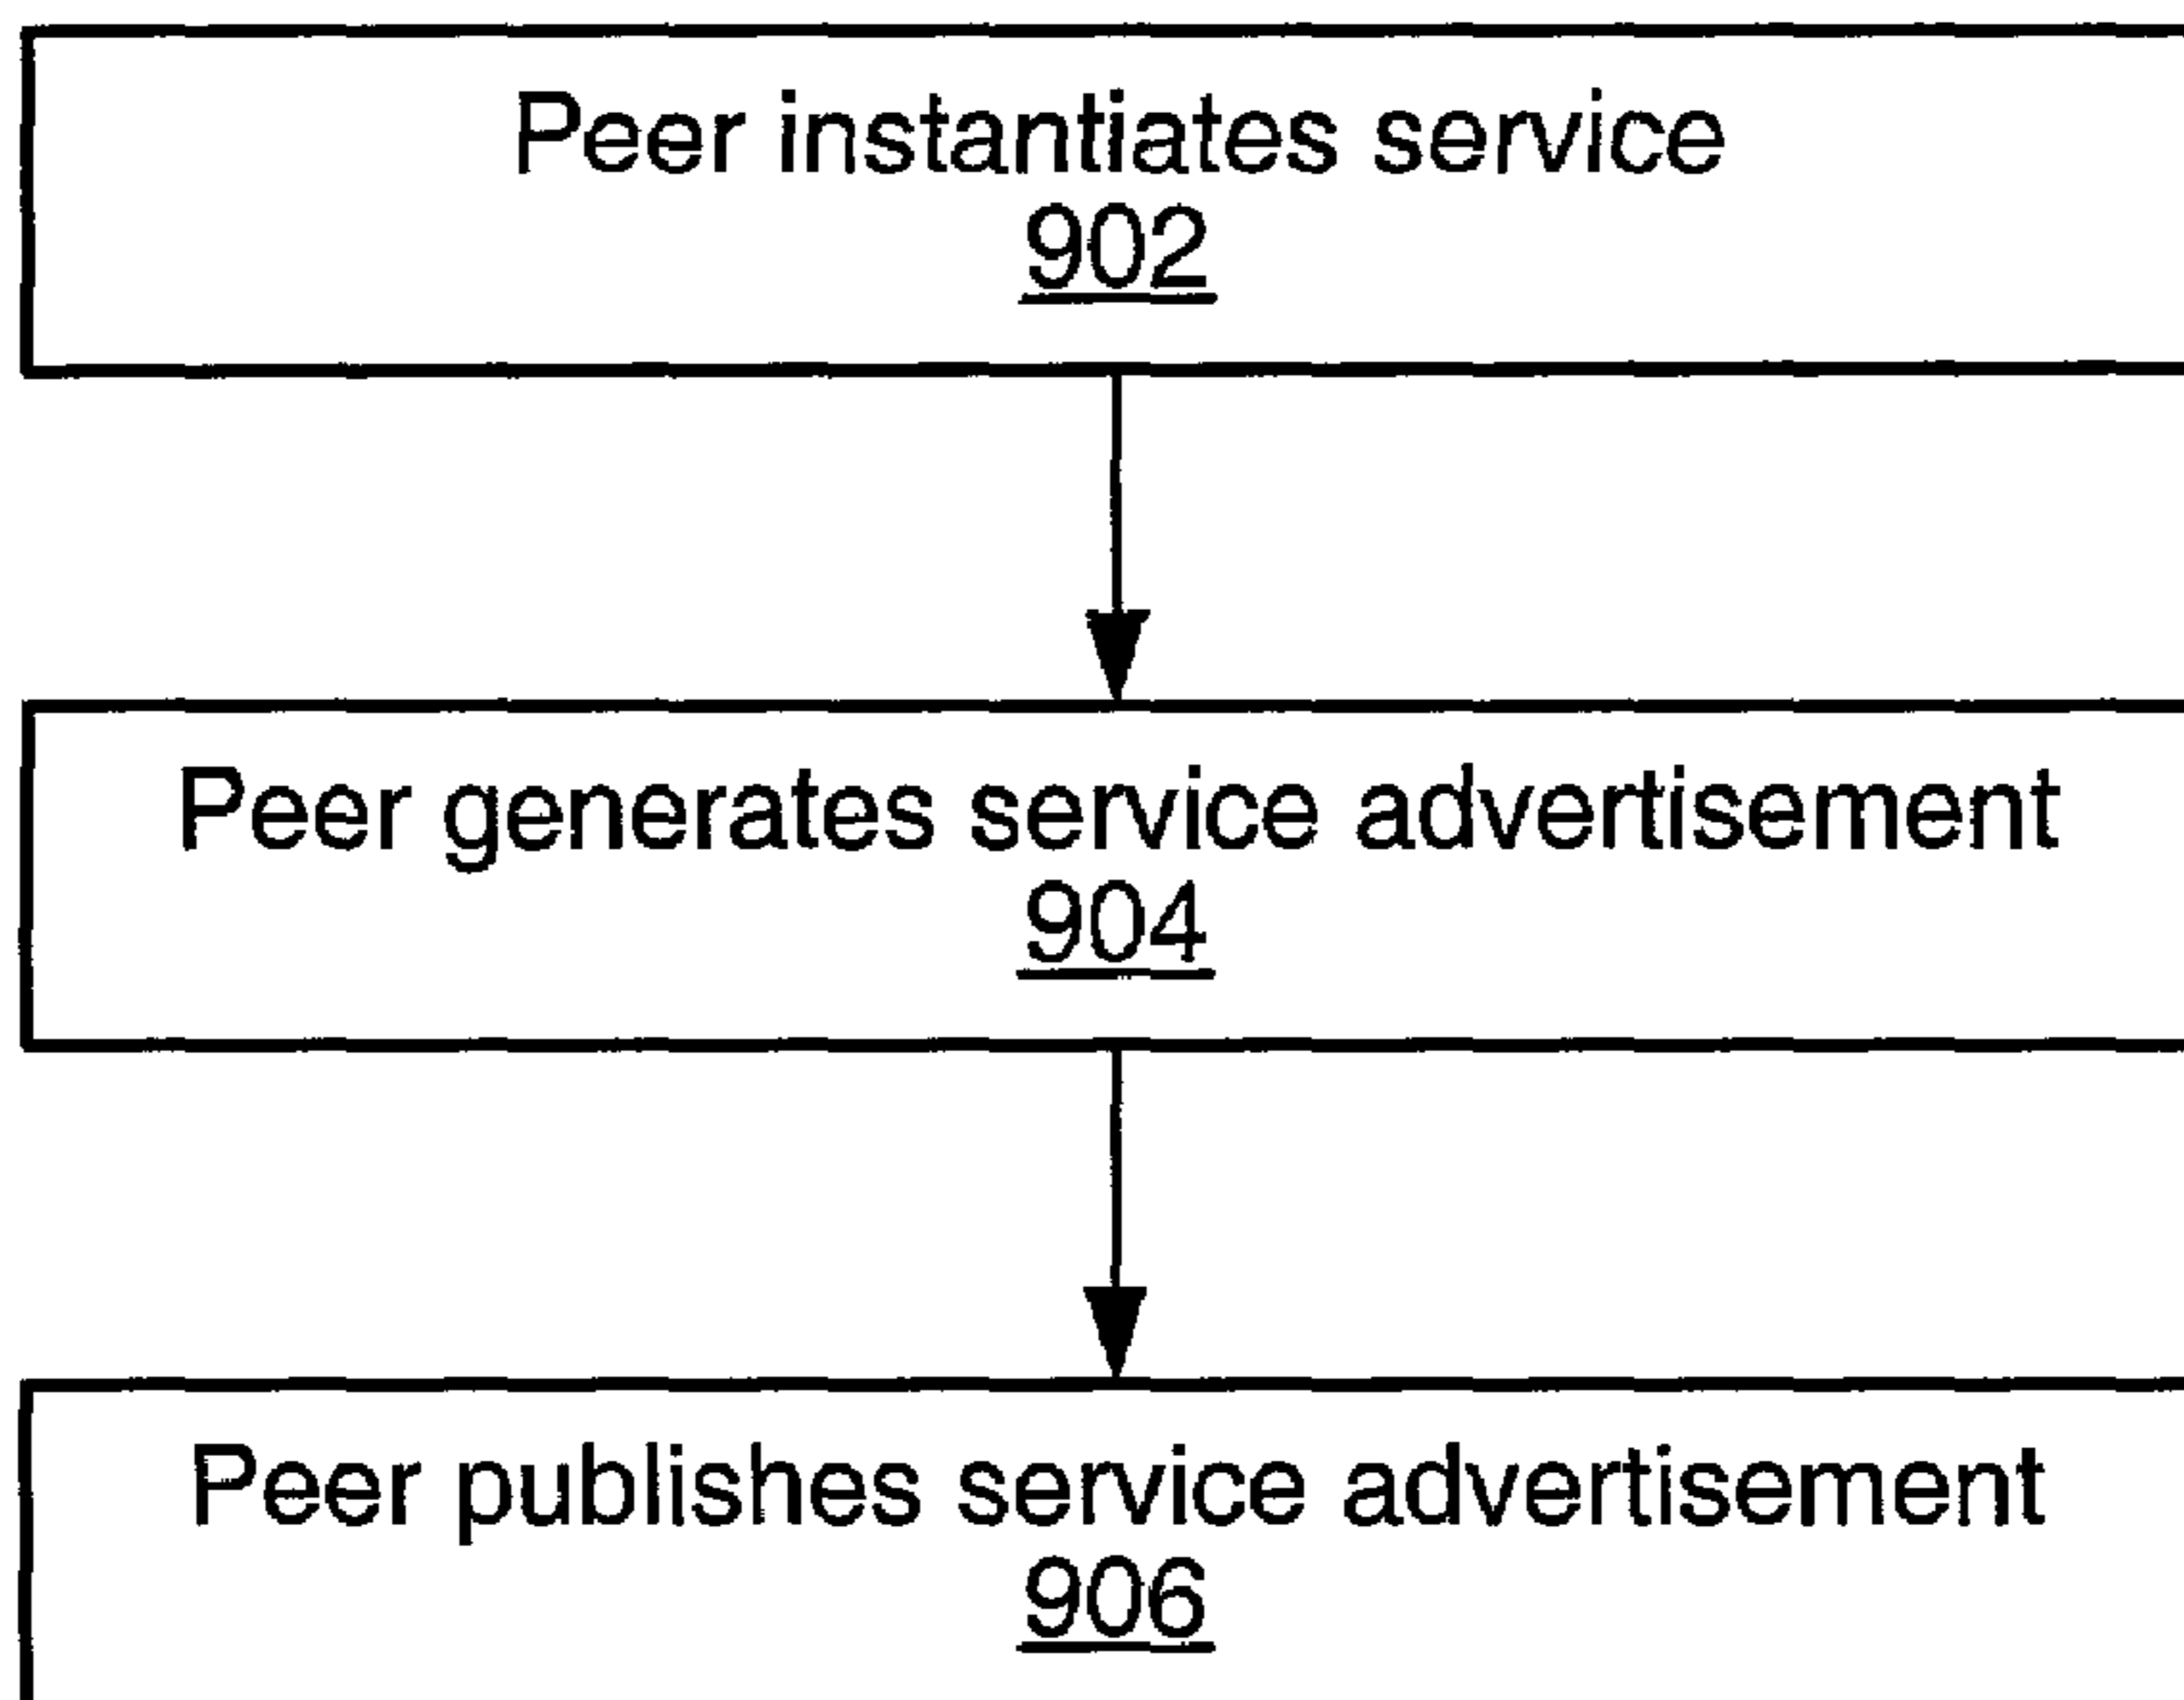 Peer instantiates service
902
Peer generates service advertisement
904
Peer publishes service advertisement
906